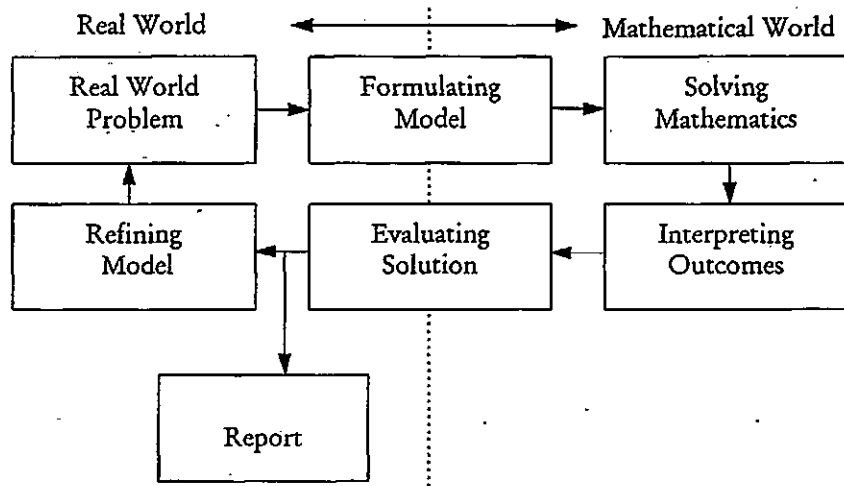 Real World
Mathematical World
Real World
Problem
Formulating
Model
Solving
Mathematics
Refining
Model
Evaluating
Solution
Interpreting
Outcomes
Report